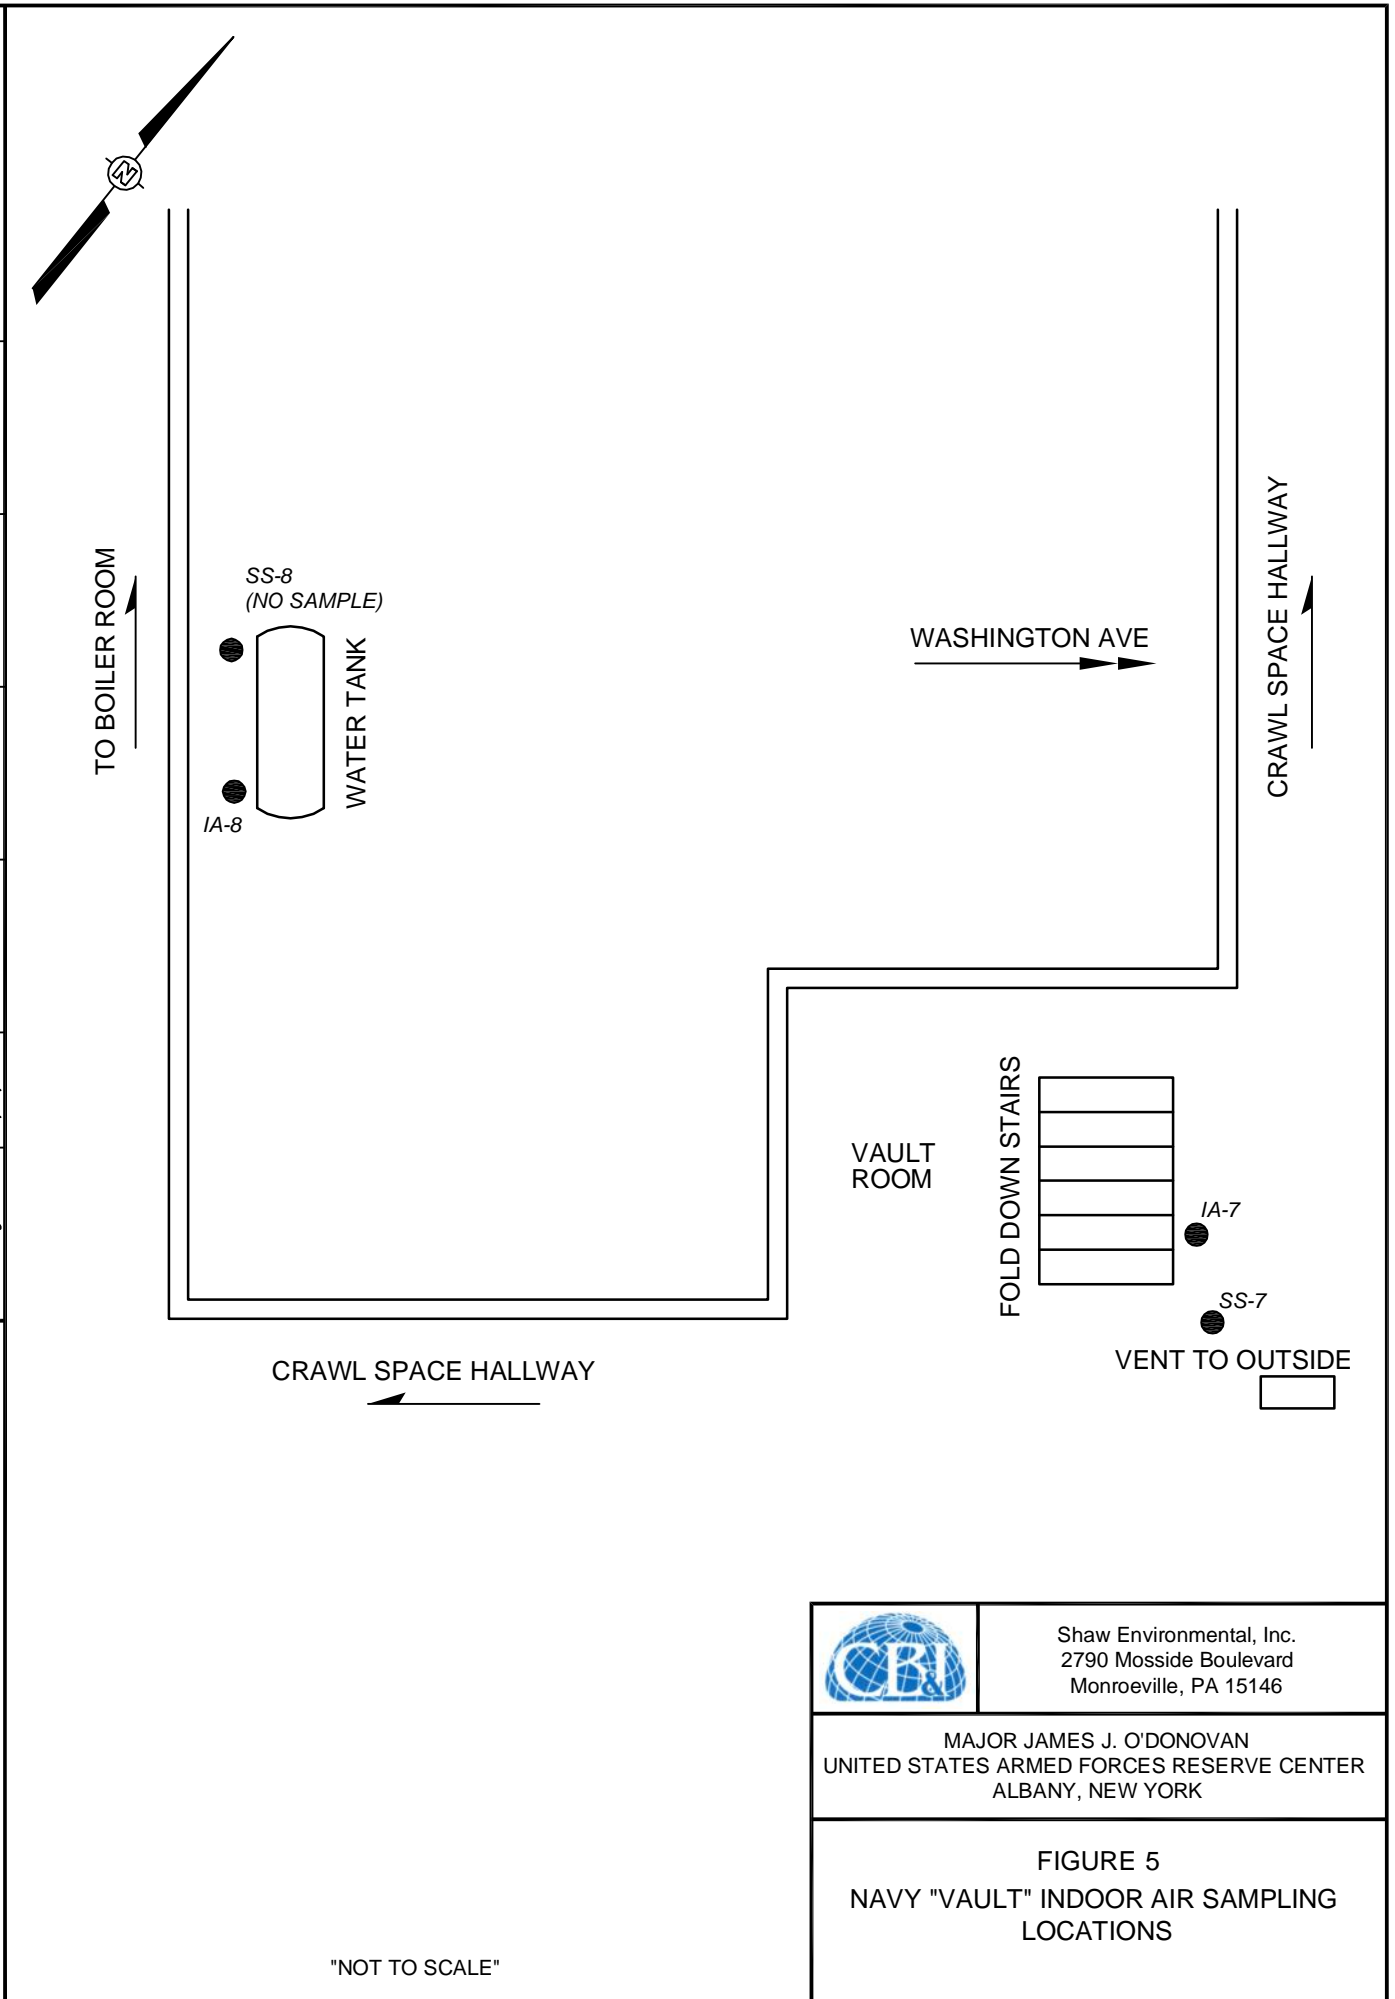 N
SS-8
(NO SAMPLE)
TO BOILER ROOM
WATER TANK
IA-8
WASHINGTON AVE
CRAWL SPACE HALLWAY
VAULT
ROOM
FOLD DOWN STAIRS
IA-7
SS-7
VENT TO OUTSIDE
CRAWL SPACE HALLWAY
CB&I
Shaw Environmental, Inc.
2790 Mosside Boulevard
Monroeville, PA 15146
MAJOR JAMES J. O'DONOVAN
UNITED STATES ARMED FORCES RESERVE CENTER
ALBANY, NEW YORK
FIGURE 5
NAVY "VAULT" INDOOR AIR SAMPLING
LOCATIONS
"NOT TO SCALE"